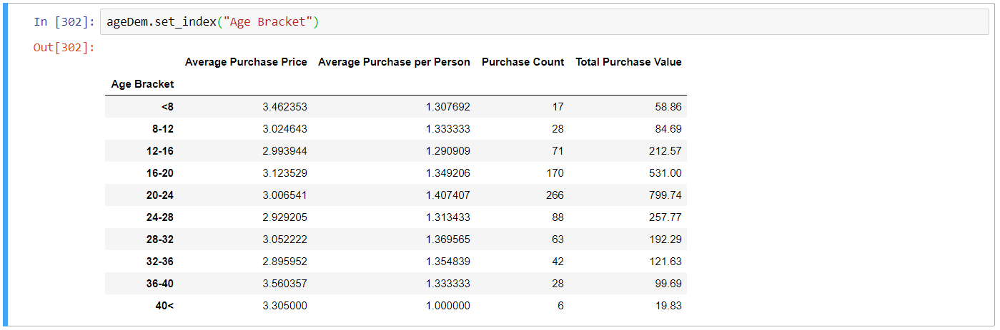 In [302]: ageDem.set_index("Age Bracket")
Out[302]:
Average Purchase Price Average Purchase per Person Purchase Count Total Purchase Value
Age Bracket
<8 3.462353 1.307692 17 58.86
8-12 3.024643 1.333333 28 84.69
12-16 2.993944 1.290909 71 212.57
16-20 3.123529 1.349206 170 531.00
20-24 3.006541 1.407407 266 799.74
24-28 2.929205 1.313433 88 257.77
28-32 3.052222 1.369565 63 192.29
32-36 2.895952 1.354839 42 121.63
36-40 3.560357 1.333333 28 99.69
40< 3.305000 1.000000 6 19.83